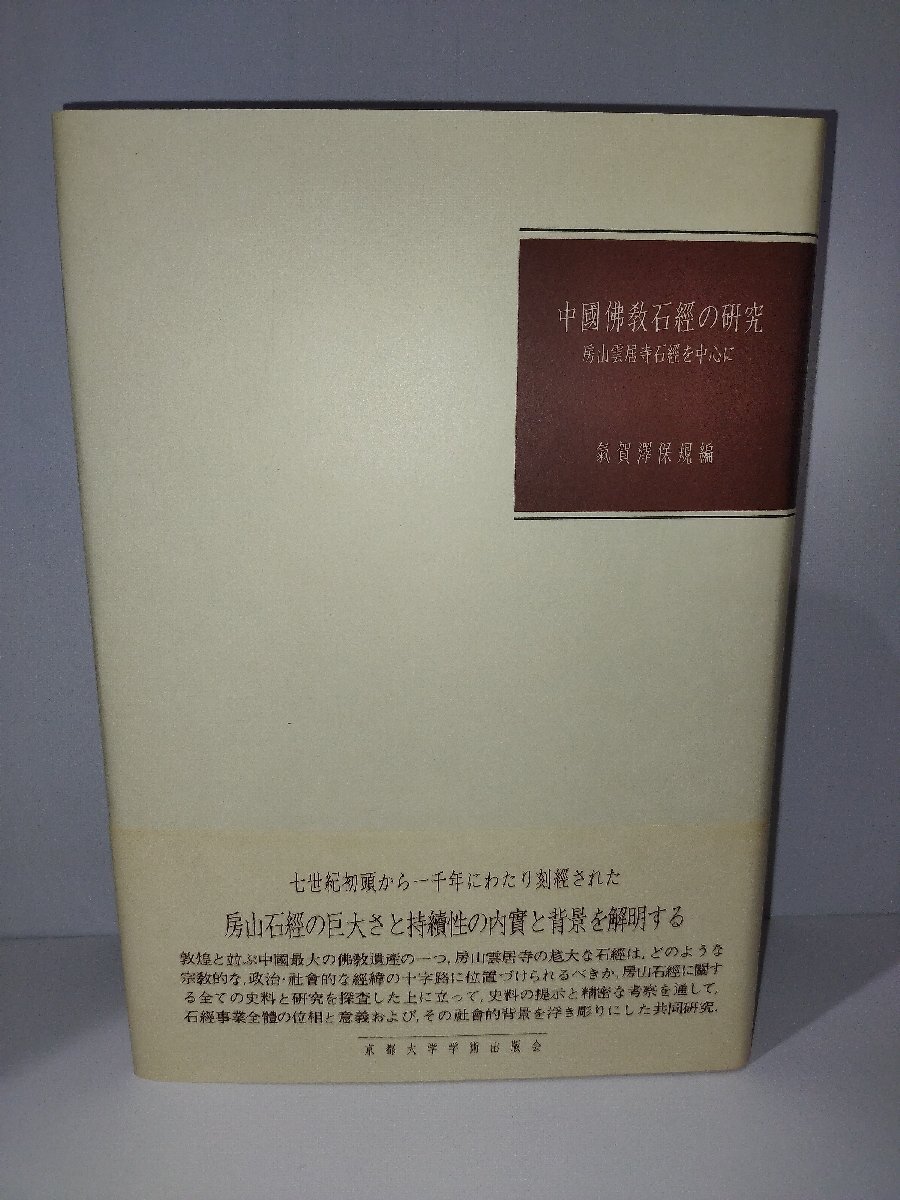 中國佛教石經の研究
房山雲居寺石經を中心に
氣賀澤保規編
七世紀初頭から一千年にわたり刻經された
房山石經の巨大さと持續性の内實と背景を解明する
敦煌と並ぶ中國最大の佛教遺產の一つ，房山雲居寺の尨大な石經は，どのような
宗教的な，政治・社會的な經緯の十字路に位置づけられるべきか，房山石經に關す
る全ての史料と研究を探査した上に立って，史料の提示と精密な考察を通して，
石經事業全體の位相と意義および，その社會的背景を浮き彫りにした共同研究．
京都大学学術出版会